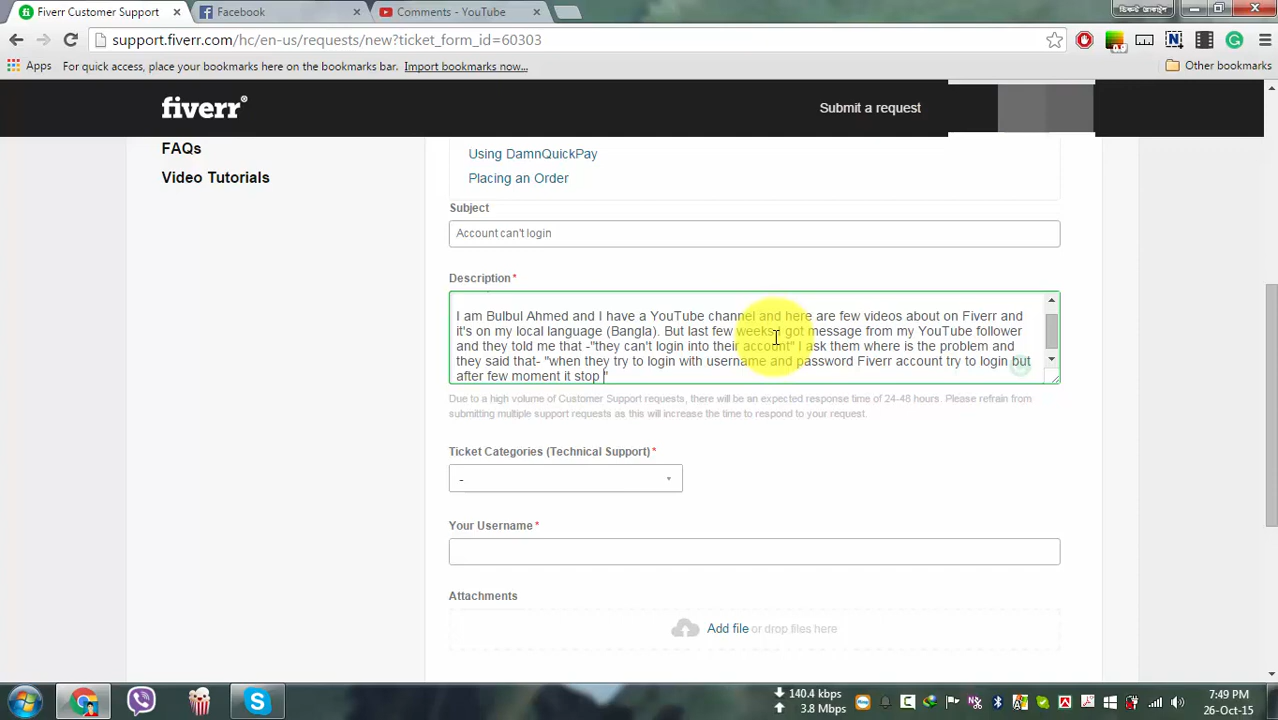 Fiverr Customer Support
Facebook
Comments - YouTube
support.fiverr.com/hc/en-us/requests/new?ticket_form_id=60303
Apps
For quick access, place your bookmarks here on the bookmarks bar.
Import bookmarks now...
Other bookmarks
fiverr®
Submit a request
FAQs
Video Tutorials
Using DamnQuickPay
Placing an Order
Subject
Account can't login
Description*
I am Bulbul Ahmed and I have a YouTube channel and here are few videos about on Fiverr and
it's on my local language (Bangla). But last few weeks I got message from my YouTube follower
and they told me that -"they can't login into their account" I ask them where is the problem and
they said that- "when they try to login with username and password Fiverr account try to login but
after few moment it stop "
Due to a high volume of Customer Support requests, there will be an expected response time of 24-48 hours. Please refrain from
submitting multiple support requests as this will increase the time to respond to your request.
Ticket Categories (Technical Support)*
-
Your Username*
Attachments
Add file or drop files here
140.4 kbps
3.8 Mbps
7:49 PM
26-Oct-15